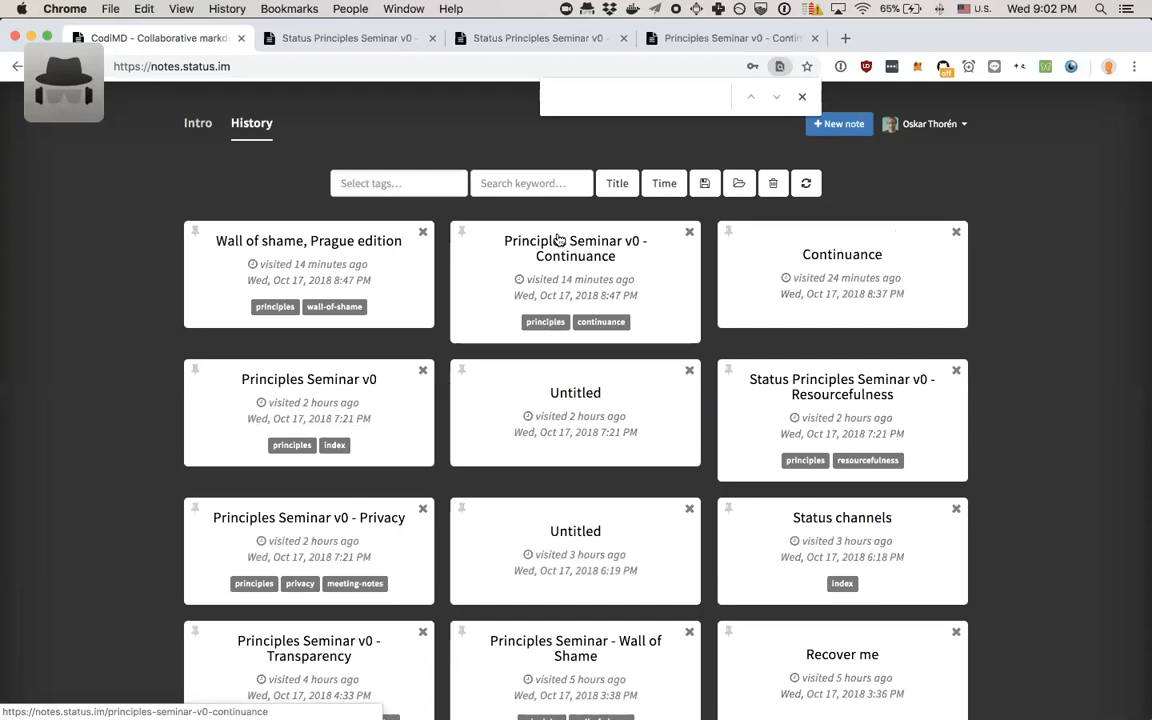 Chrome File Edit View History Bookmarks People Window Help 65% U.S. Wed 9:02 PM
CodiMD - Collaborative markd
Status Principles Seminar v0 -
Status Principles Seminar v0 -
Principles Seminar v0 - Contin
https://notes.status.im
off
Intro
History
+ New note
Oskar Thorén
Select tags...
Search keyword...
Title
Time
Wall of shame, Prague edition
visited 14 minutes ago
Wed, Oct 17, 2018 8:47 PM
principles wall-of-shame
Principles Seminar v0 -
Continuance
visited 14 minutes ago
Wed, Oct 17, 2018 8:47 PM
principles continuance
Continuance
visited 24 minutes ago
Wed, Oct 17, 2018 8:37 PM
Principles Seminar v0
visited 2 hours ago
Wed, Oct 17, 2018 7:21 PM
principles index
Untitled
visited 2 hours ago
Wed, Oct 17, 2018 7:21 PM
Status Principles Seminar v0 -
Resourcefulness
visited 2 hours ago
Wed, Oct 17, 2018 7:21 PM
principles resourcefulness
Principles Seminar v0 - Privacy
visited 2 hours ago
Wed, Oct 17, 2018 7:21 PM
principles privacy meeting-notes
Untitled
visited 3 hours ago
Wed, Oct 17, 2018 6:19 PM
Status channels
visited 3 hours ago
Wed, Oct 17, 2018 6:18 PM
index
Principles Seminar v0 -
Transparency
visited 4 hours ago
Wed, Oct 17, 2018 4:33 PM
Principles Seminar - Wall of
Shame
visited 5 hours ago
Wed, Oct 17, 2018 3:38 PM
Recover me
visited 5 hours ago
Wed, Oct 17, 2018 3:36 PM
https://notes.status.im/principles-seminar-v0-continuance